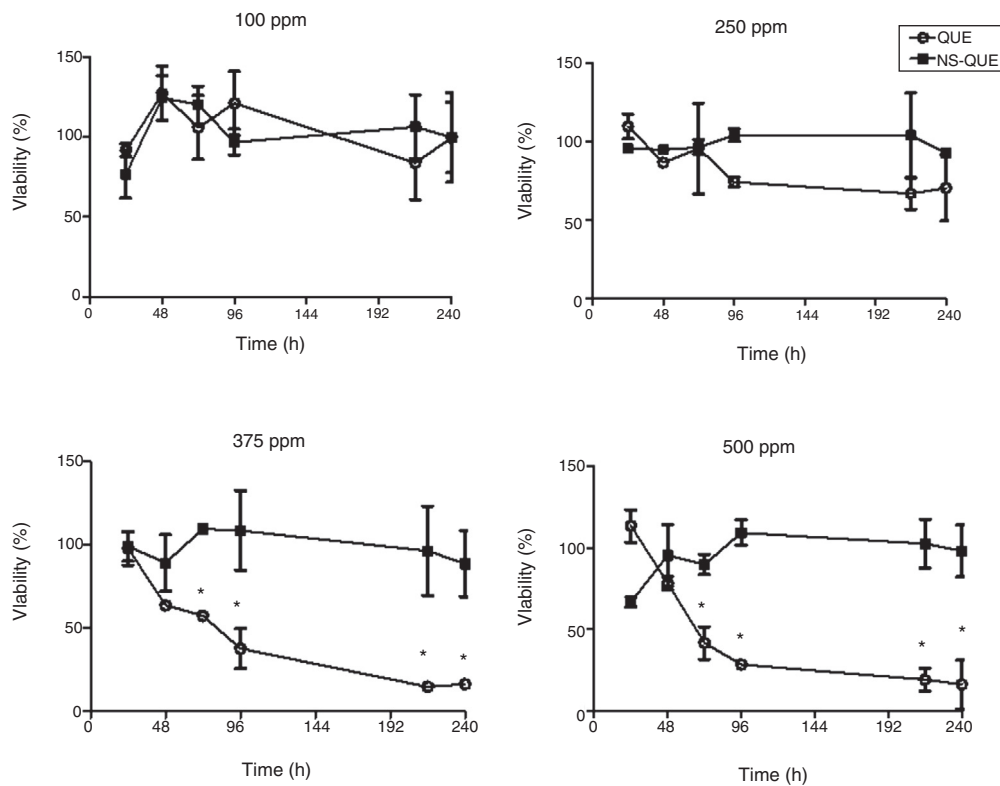 100 ppm
150
100
50
0
0 48 96 144 192 240
VIability (%)
Time (h)
250 ppm
QUE
NS-QUE
150
100
50
0
0 48 96 144 192 240
VIability (%)
Time (h)
375 ppm
150
100
50
0
0 48 96 144 192 240
* * * *
VIability (%)
Time (h)
500 ppm
150
100
50
0
0 48 96 144 192 240
* * * *
VIability (%)
Time (h)